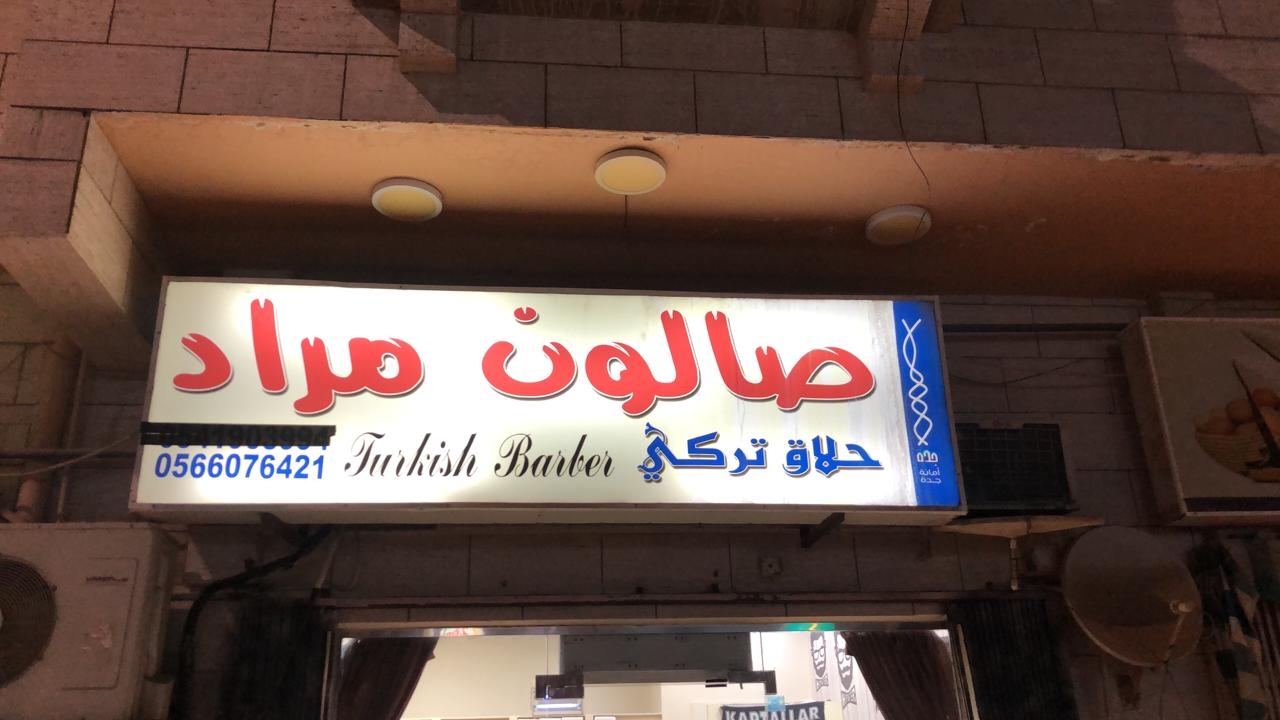 صالون مراد
حلاق تركي
Turkish Barber
0566076421
جدة
أمانة
جدة
KARTALLAR